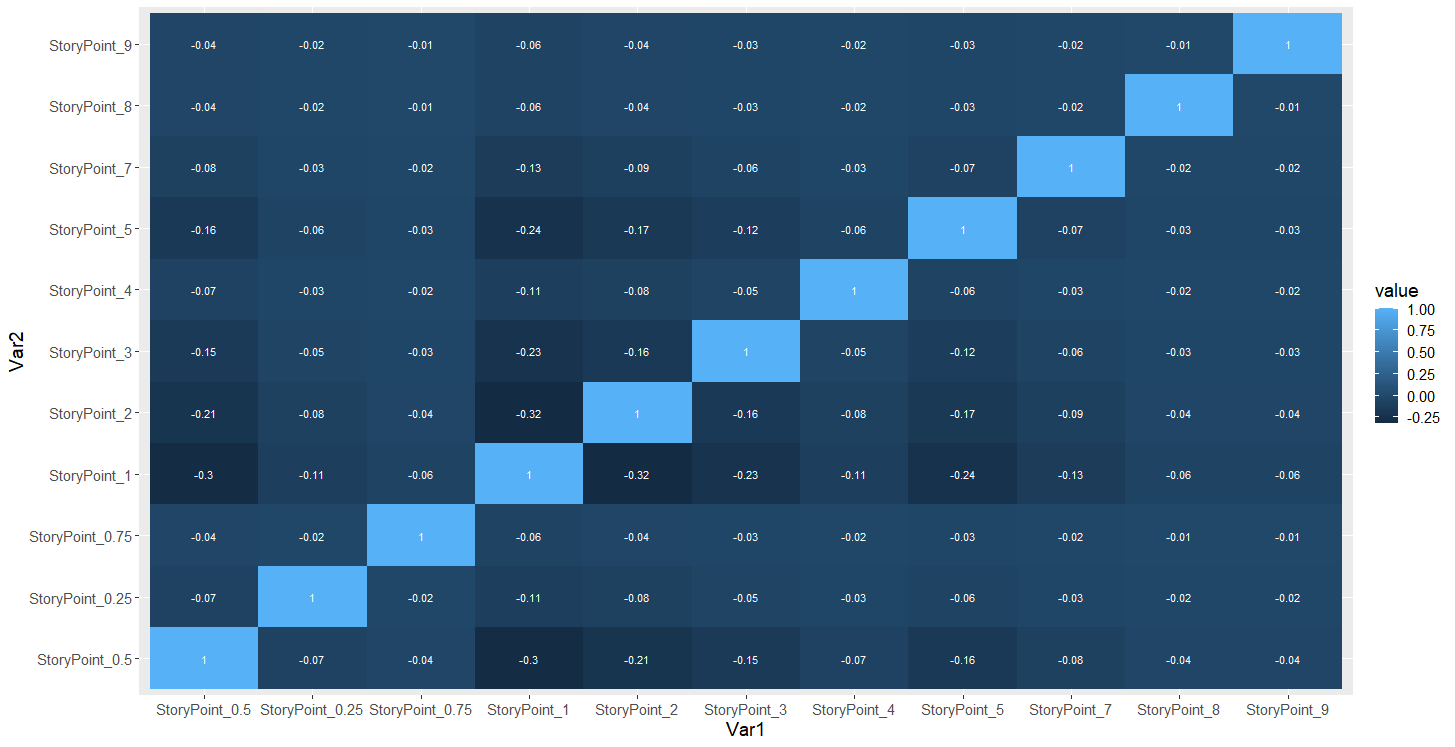 StoryPoint_9 -0.04 -0.02 -0.01 -0.06 -0.04 -0.03 -0.02 -0.03 -0.02 -0.01 1
StoryPoint_8 -0.04 -0.02 -0.01 -0.06 -0.04 -0.03 -0.02 -0.03 -0.02 1 -0.01
StoryPoint_7 -0.08 -0.03 -0.02 -0.13 -0.09 -0.06 -0.03 -0.07 1 -0.02 -0.02
StoryPoint_5 -0.16 -0.06 -0.03 -0.24 -0.17 -0.12 -0.06 1 -0.07 -0.03 -0.03
StoryPoint_4 -0.07 -0.03 -0.02 -0.11 -0.08 -0.05 1 -0.06 -0.03 -0.02 -0.02
StoryPoint_3 -0.15 -0.05 -0.03 -0.23 -0.16 1 -0.05 -0.12 -0.06 -0.03 -0.03
StoryPoint_2 -0.21 -0.08 -0.04 -0.32 1 -0.16 -0.08 -0.17 -0.09 -0.04 -0.04
StoryPoint_1 -0.3 -0.11 -0.06 1 -0.32 -0.23 -0.11 -0.24 -0.13 -0.06 -0.06
StoryPoint_0.75 -0.04 -0.02 1 -0.06 -0.04 -0.03 -0.02 -0.03 -0.02 -0.01 -0.01
StoryPoint_0.25 -0.07 1 -0.02 -0.11 -0.08 -0.05 -0.03 -0.06 -0.03 -0.02 -0.02
StoryPoint_0.5 1 -0.07 -0.04 -0.3 -0.21 -0.15 -0.07 -0.16 -0.08 -0.04 -0.04
StoryPoint_0.5 StoryPoint_0.25 StoryPoint_0.75 StoryPoint_1 StoryPoint_2 StoryPoint_3 StoryPoint_4 StoryPoint_5 StoryPoint_7 StoryPoint_8 StoryPoint_9
Var1
Var2
value
1.00
0.75
0.50
0.25
0.00
-0.25